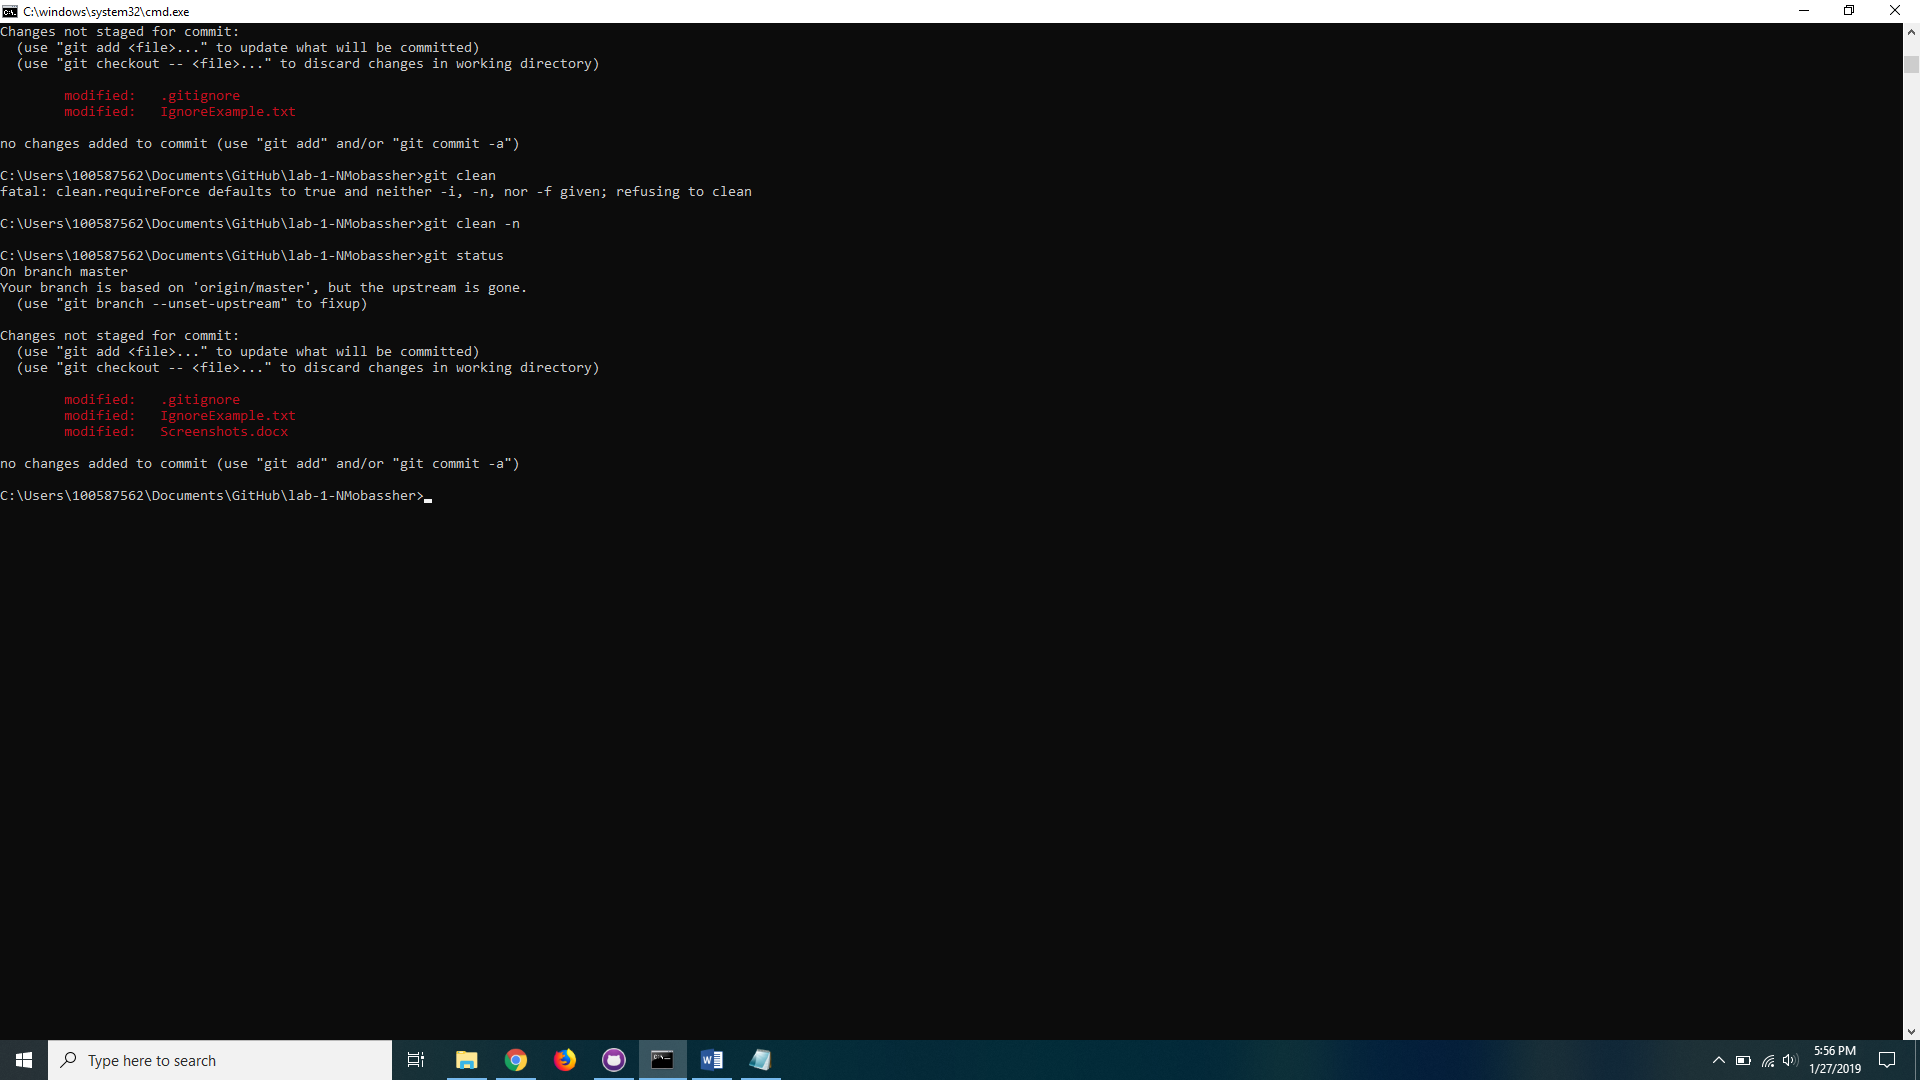 C:\windows\system32\cmd.exe
Changes not staged for commit:
  (use "git add <file>..." to update what will be committed)
  (use "git checkout -- <file>..." to discard changes in working directory)
        modified:   .gitignore
        modified:   IgnoreExample.txt
no changes added to commit (use "git add" and/or "git commit -a")
C:\Users\100587562\Documents\GitHub\lab-1-NMobassher>git clean
fatal: clean.requireForce defaults to true and neither -i, -n, nor -f given; refusing to clean
C:\Users\100587562\Documents\GitHub\lab-1-NMobassher>git clean -n
C:\Users\100587562\Documents\GitHub\lab-1-NMobassher>git status
On branch master
Your branch is based on 'origin/master', but the upstream is gone.
  (use "git branch --unset-upstream" to fixup)
Changes not staged for commit:
  (use "git add <file>..." to update what will be committed)
  (use "git checkout -- <file>..." to discard changes in working directory)
        modified:   .gitignore
        modified:   IgnoreExample.txt
        modified:   Screenshots.docx
no changes added to commit (use "git add" and/or "git commit -a")
C:\Users\100587562\Documents\GitHub\lab-1-NMobassher>
Type here to search
5:56 PM
1/27/2019